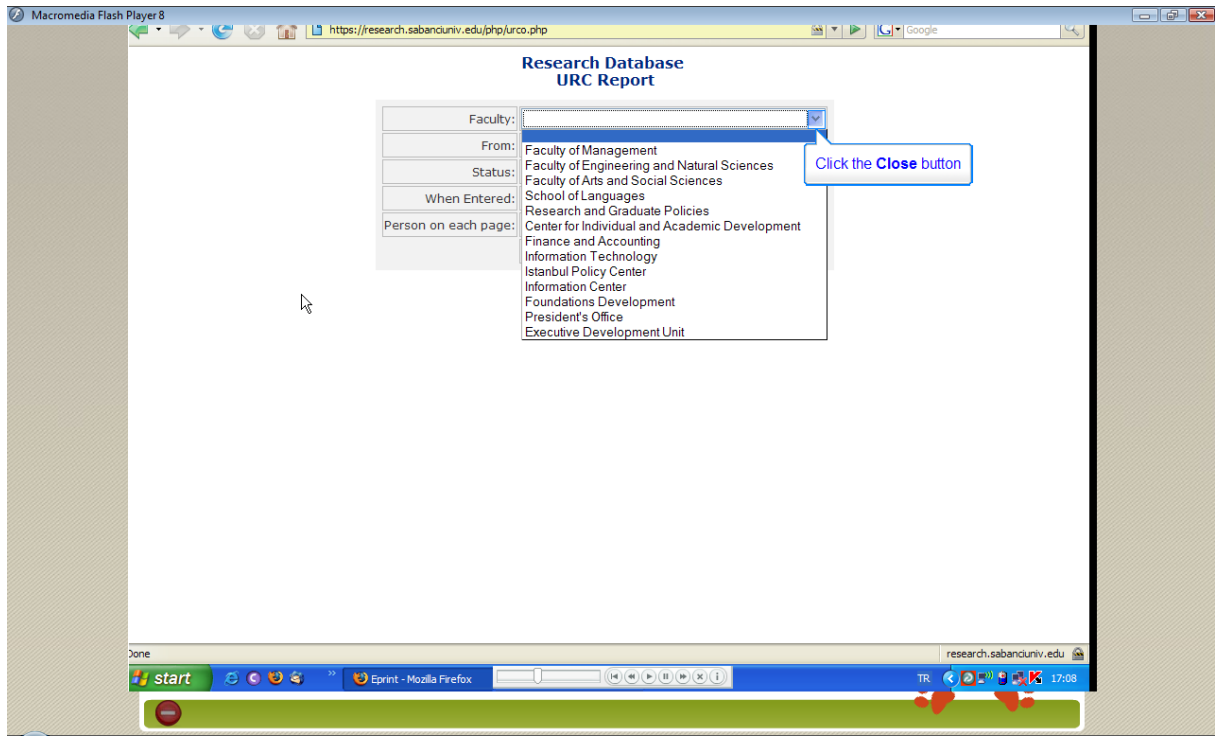 Macromedia Flash Player 8
https://research.sabanciuniv.edu/php/urco.php
G Google
Research Database
URC Report
Faculty:
From:
Status:
When Entered:
Person on each page:
Faculty of Management
Faculty of Engineering and Natural Sciences
Faculty of Arts and Social Sciences
School of Languages
Research and Graduate Policies
Center for Individual and Academic Development
Finance and Accounting
Information Technology
Istanbul Policy Center
Information Center
Foundations Development
President's Office
Executive Development Unit
Click the Close button
Done
research.sabanciuniv.edu
start
Eprint - Mozilla Firefox
TR
17:08